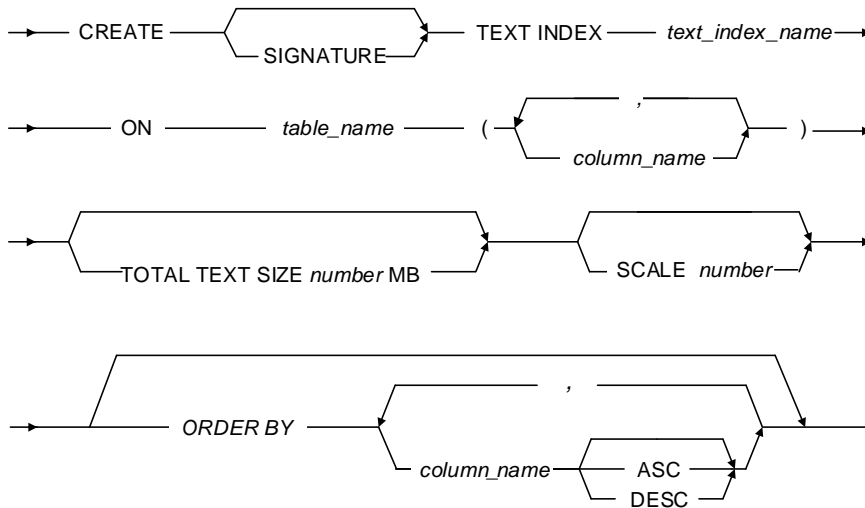 CREATE SIGNATURE TEXT INDEX text_index_name
ON table_name ( , column_name )
TOTAL TEXT SIZE number MB SCALE number
ORDER BY , column_name ASC
DESC